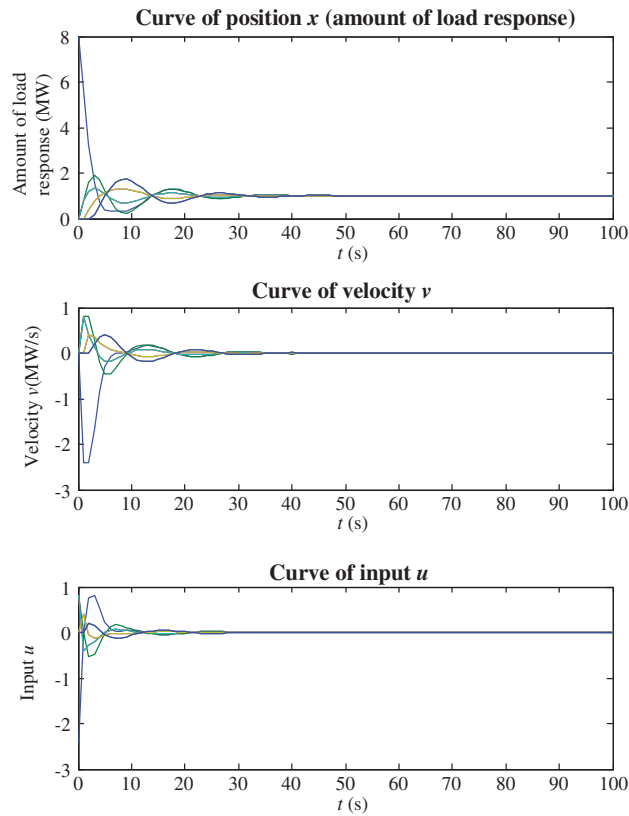 Curve of position x (amount of load response)
Amount of load
response (MW)
8
6
4
2
0
0 10 20 30 40 50 60 70 80 90 100
t (s)
Curve of velocity v
Velocity v(MW/s)
1
0
-1
-2
-3
0 10 20 30 40 50 60 70 80 90 100
t (s)
Curve of input u
Input u
1
0
-1
-2
-3
0 10 20 30 40 50 60 70 80 90 100
t (s)